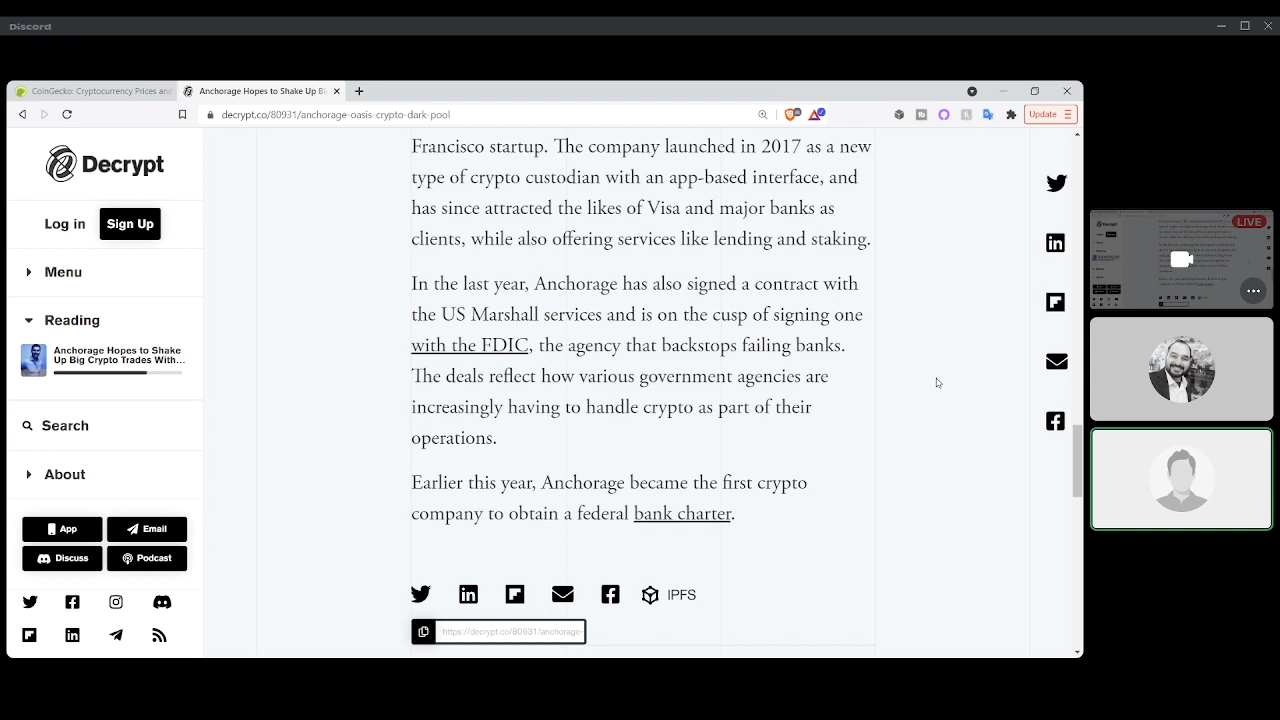 Discord
CoinGecko: Cryptocurrency Prices and
Anchorage Hopes to Shake Up Bi
decrypt.co/80931/anchorage-oasis-crypto-dark-pool
Update
Decrypt
Log in
Sign Up
Menu
Reading
Anchorage Hopes to Shake
Up Big Crypto Trades With...
Search
About
App
Email
Discuss
Podcast
Francisco startup. The company launched in 2017 as a new
type of crypto custodian with an app-based interface, and
has since attracted the likes of Visa and major banks as
clients, while also offering services like lending and staking.
In the last year, Anchorage has also signed a contract with
the US Marshall services and is on the cusp of signing one
with the FDIC, the agency that backstops failing banks.
The deals reflect how various government agencies are
increasingly having to handle crypto as part of their
operations.
Earlier this year, Anchorage became the first crypto
company to obtain a federal bank charter.
IPFS
https://decrypt.co/80931/anchorage-
LIVE